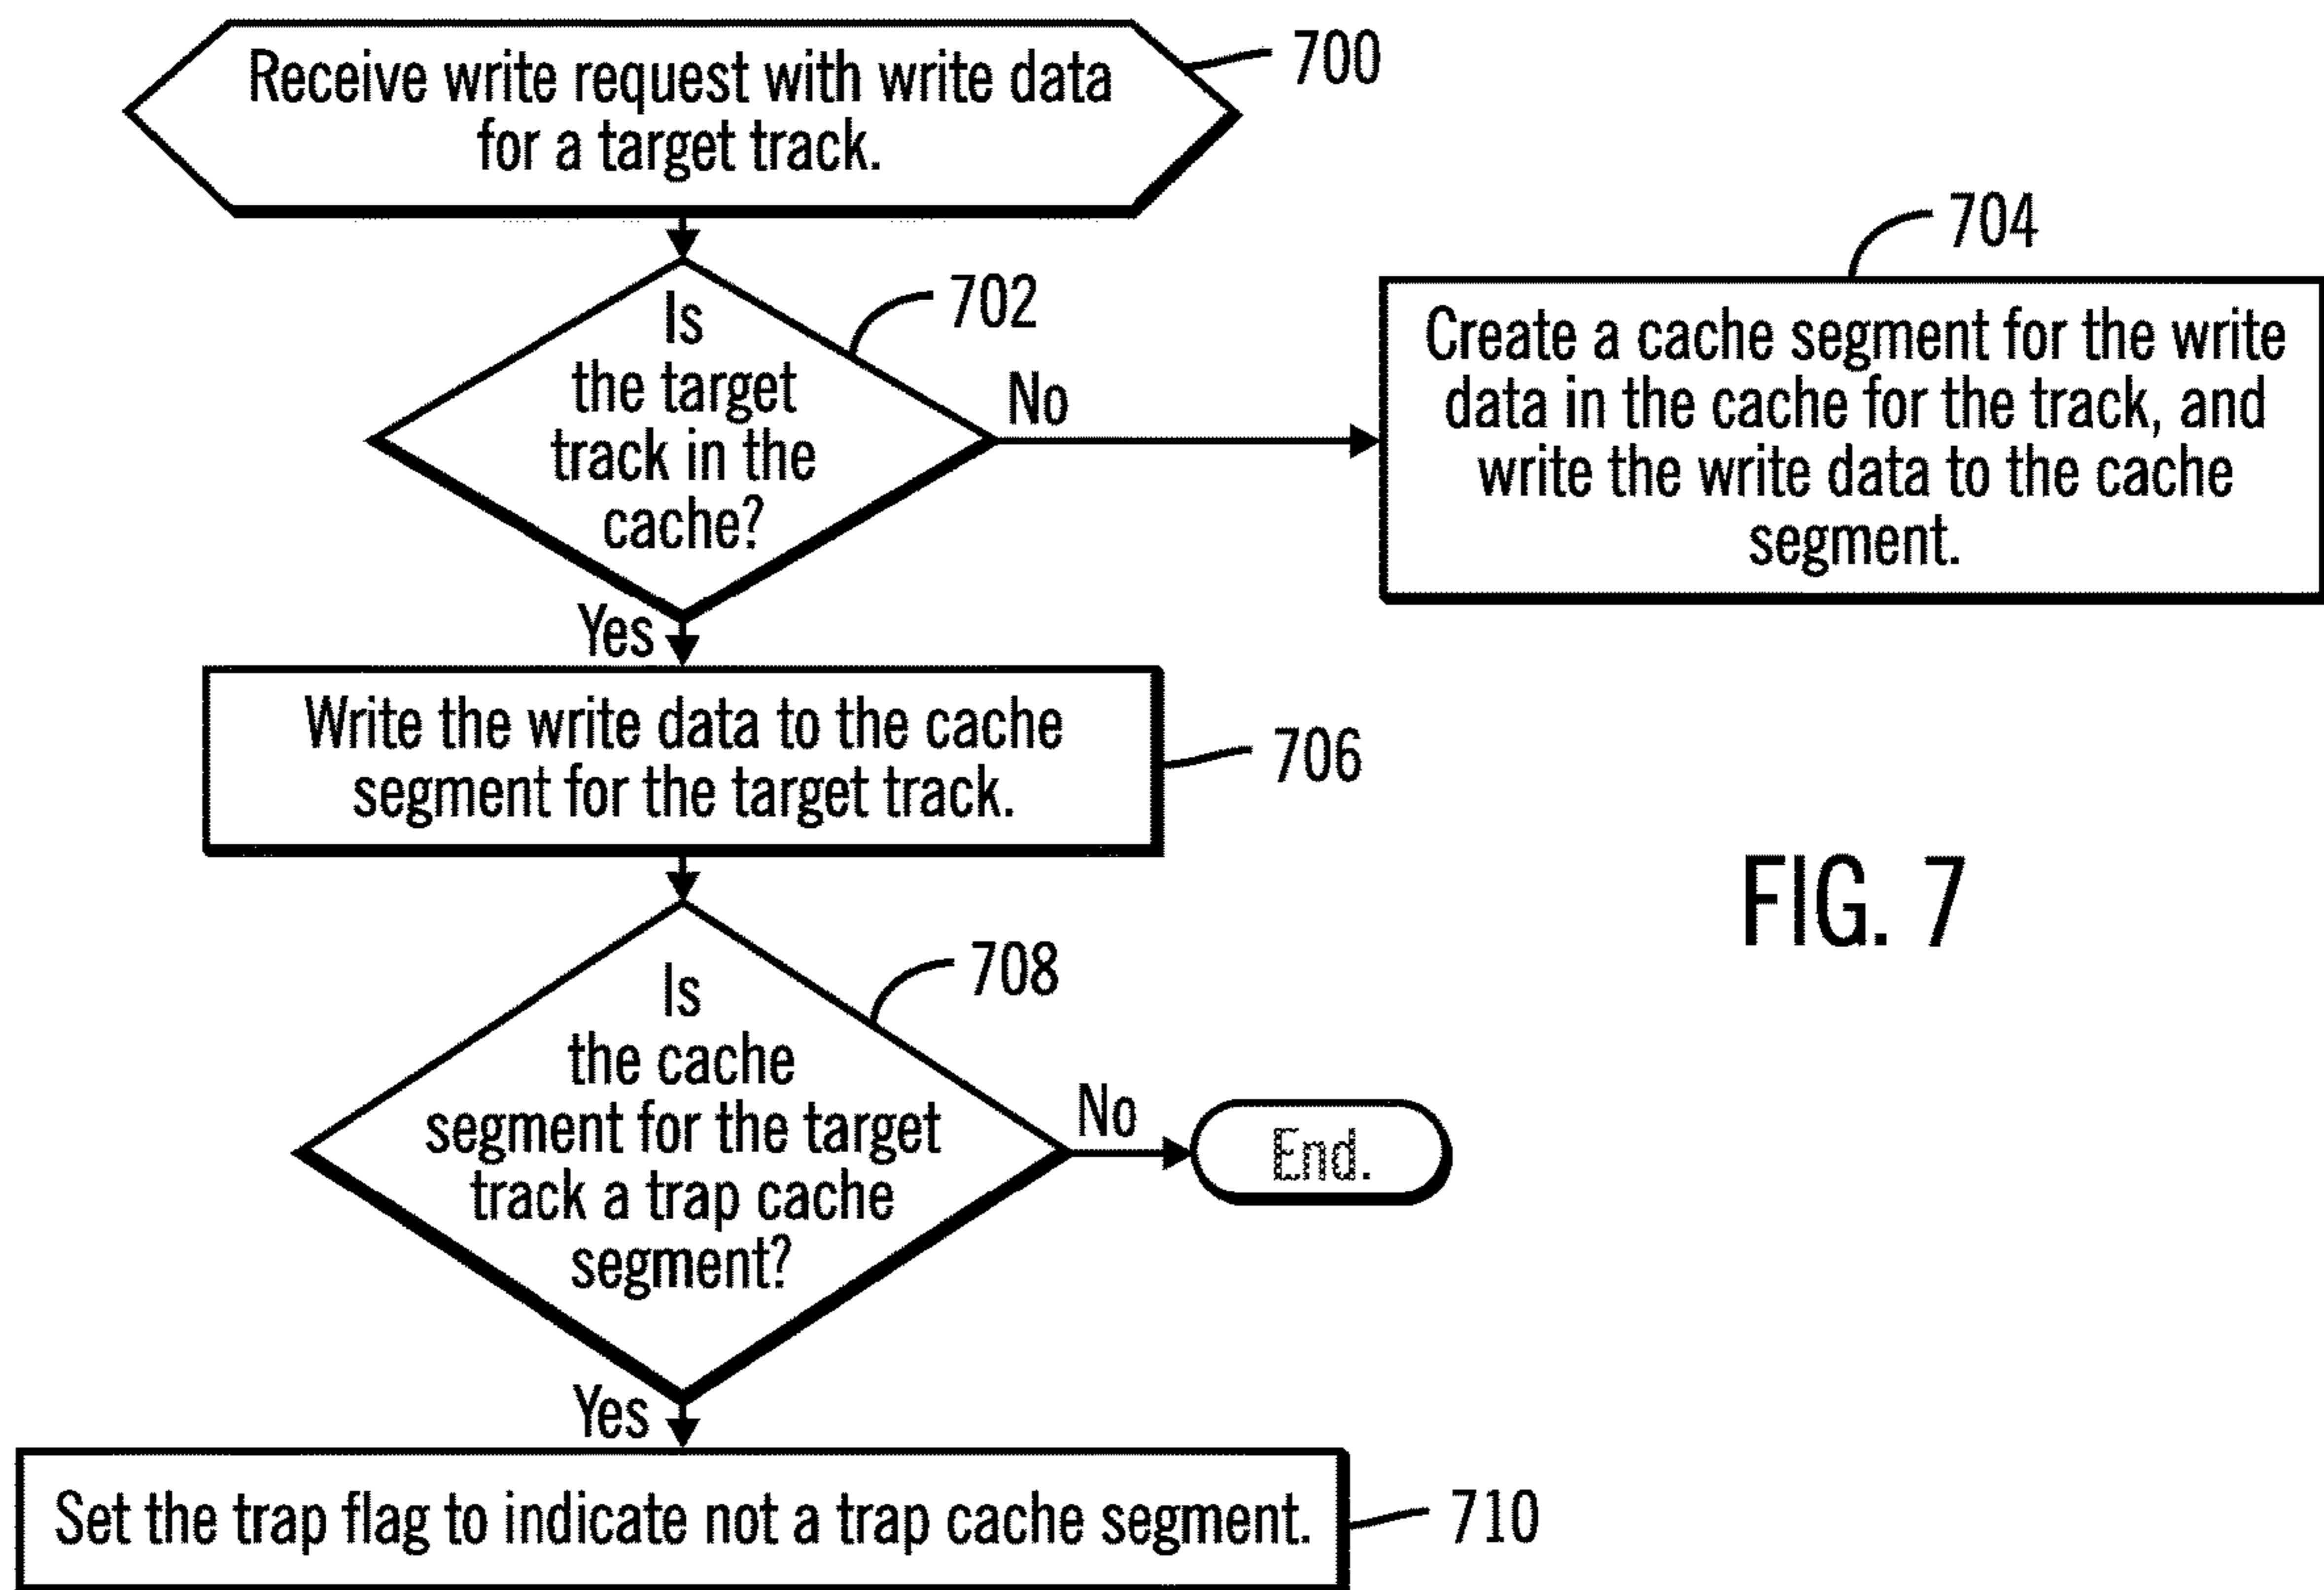 Receive write request with write data
for a target track.
700
Is
the target
track in the
cache?
702
No
704
Create a cache segment for the write
data in the cache for the track, and
write the write data to the cache
segment.
Yes
Write the write data to the cache
segment for the target track.
706
FIG. 7
Is
the cache
segment for the target
track a trap cache
segment?
708
No
End.
Yes
Set the trap flag to indicate not a trap cache segment.
710